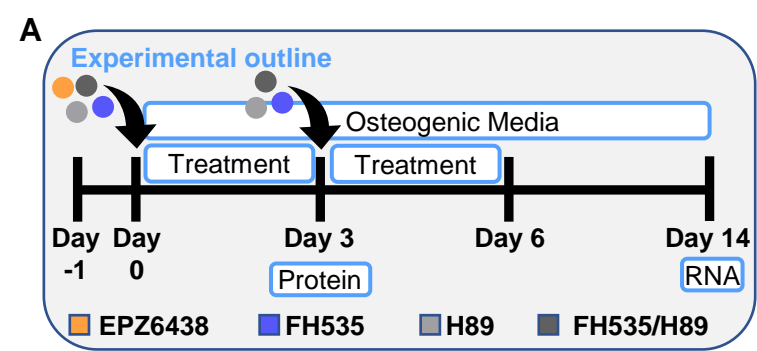 A
Experimental outline
Osteogenic Media
Treatment Treatment
Day -1
Day 0
Day 3
Day 6
Day 14
Protein
RNA
EPZ6438 FH535 H89 FH535/H89